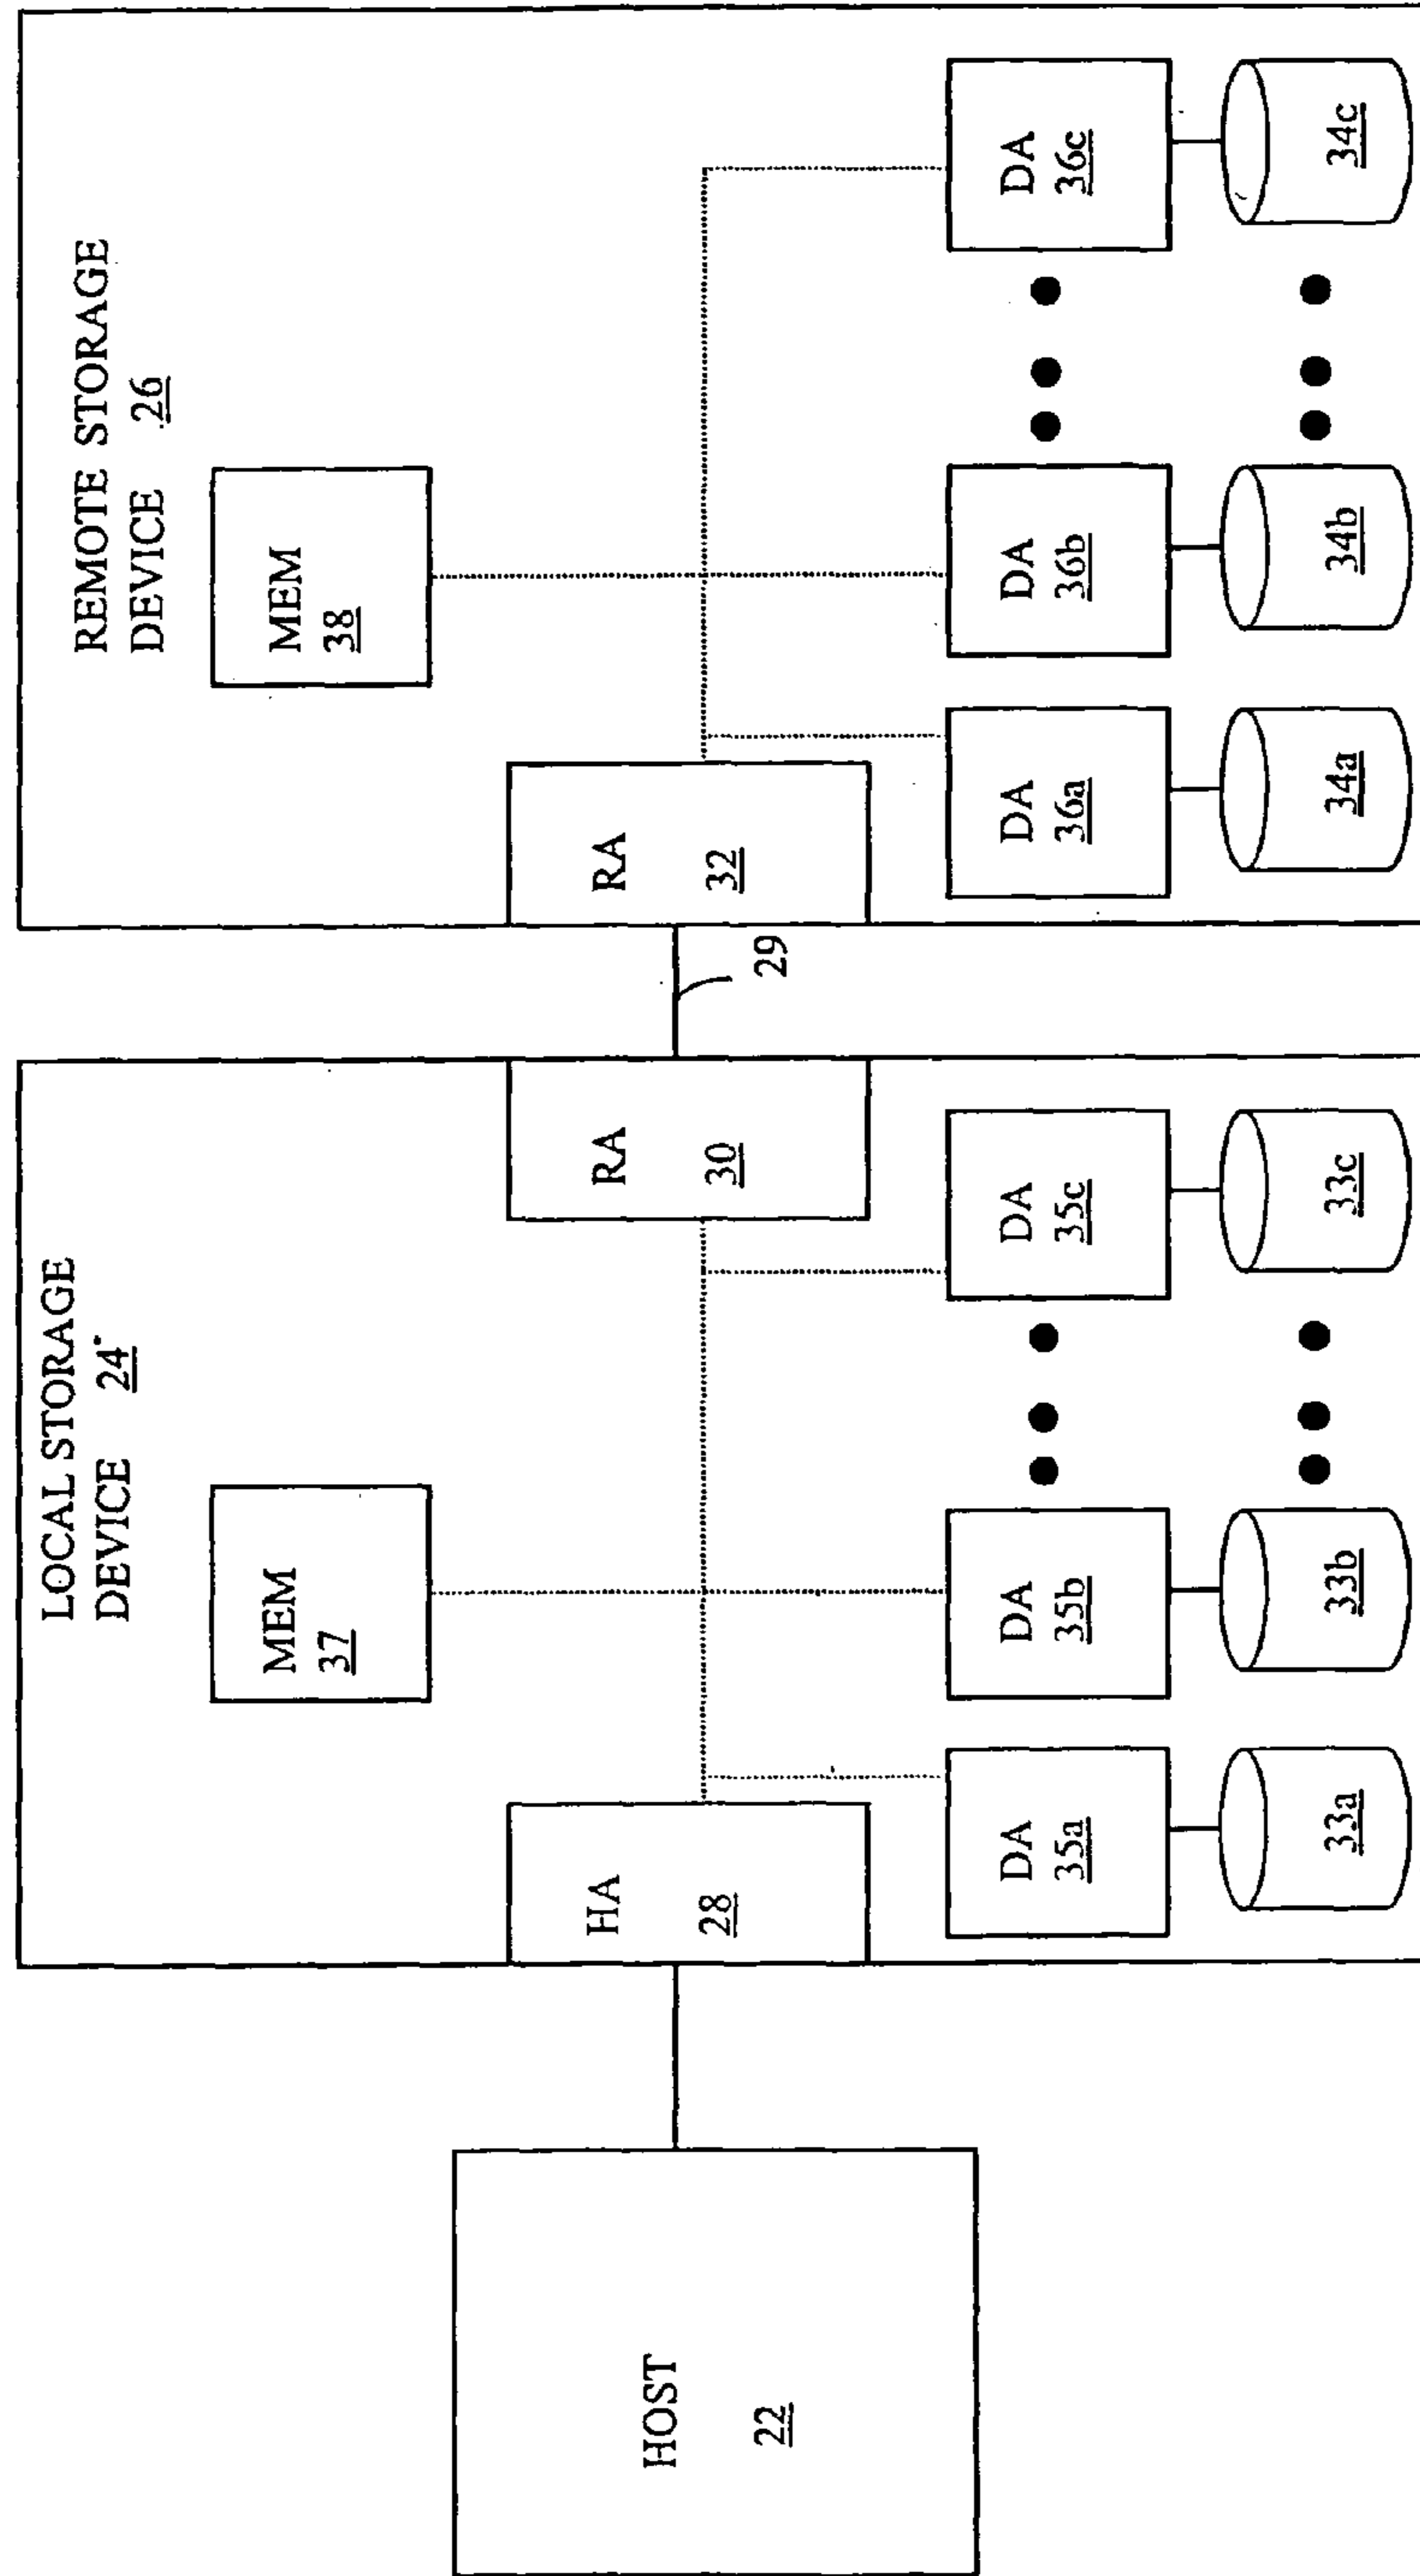 HOST
22
LOCAL STORAGE
DEVICE 24
MEM
37
HA
28
RA
30
DA
35a
DA
35b
DA
35c
33a
33b
33c
29
REMOTE STORAGE
DEVICE 26
MEM
38
RA
32
DA
36a
DA
36b
DA
36c
34a
34b
34c